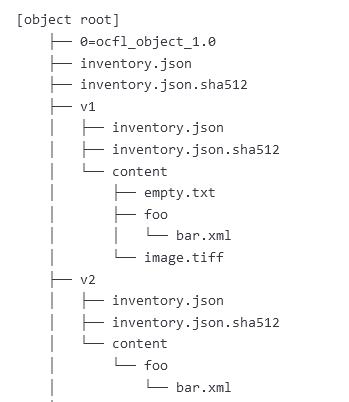 [object root]
├── 0=ocfl_object_1.0
├── inventory.json
├── inventory.json.sha512
├── v1
│   ├── inventory.json
│   ├── inventory.json.sha512
│   └── content
│       ├── empty.txt
│       ├── foo
│       │   └── bar.xml
│       └── image.tiff
├── v2
│   ├── inventory.json
│   ├── inventory.json.sha512
│   └── content
│       └── foo
│           └── bar.xml